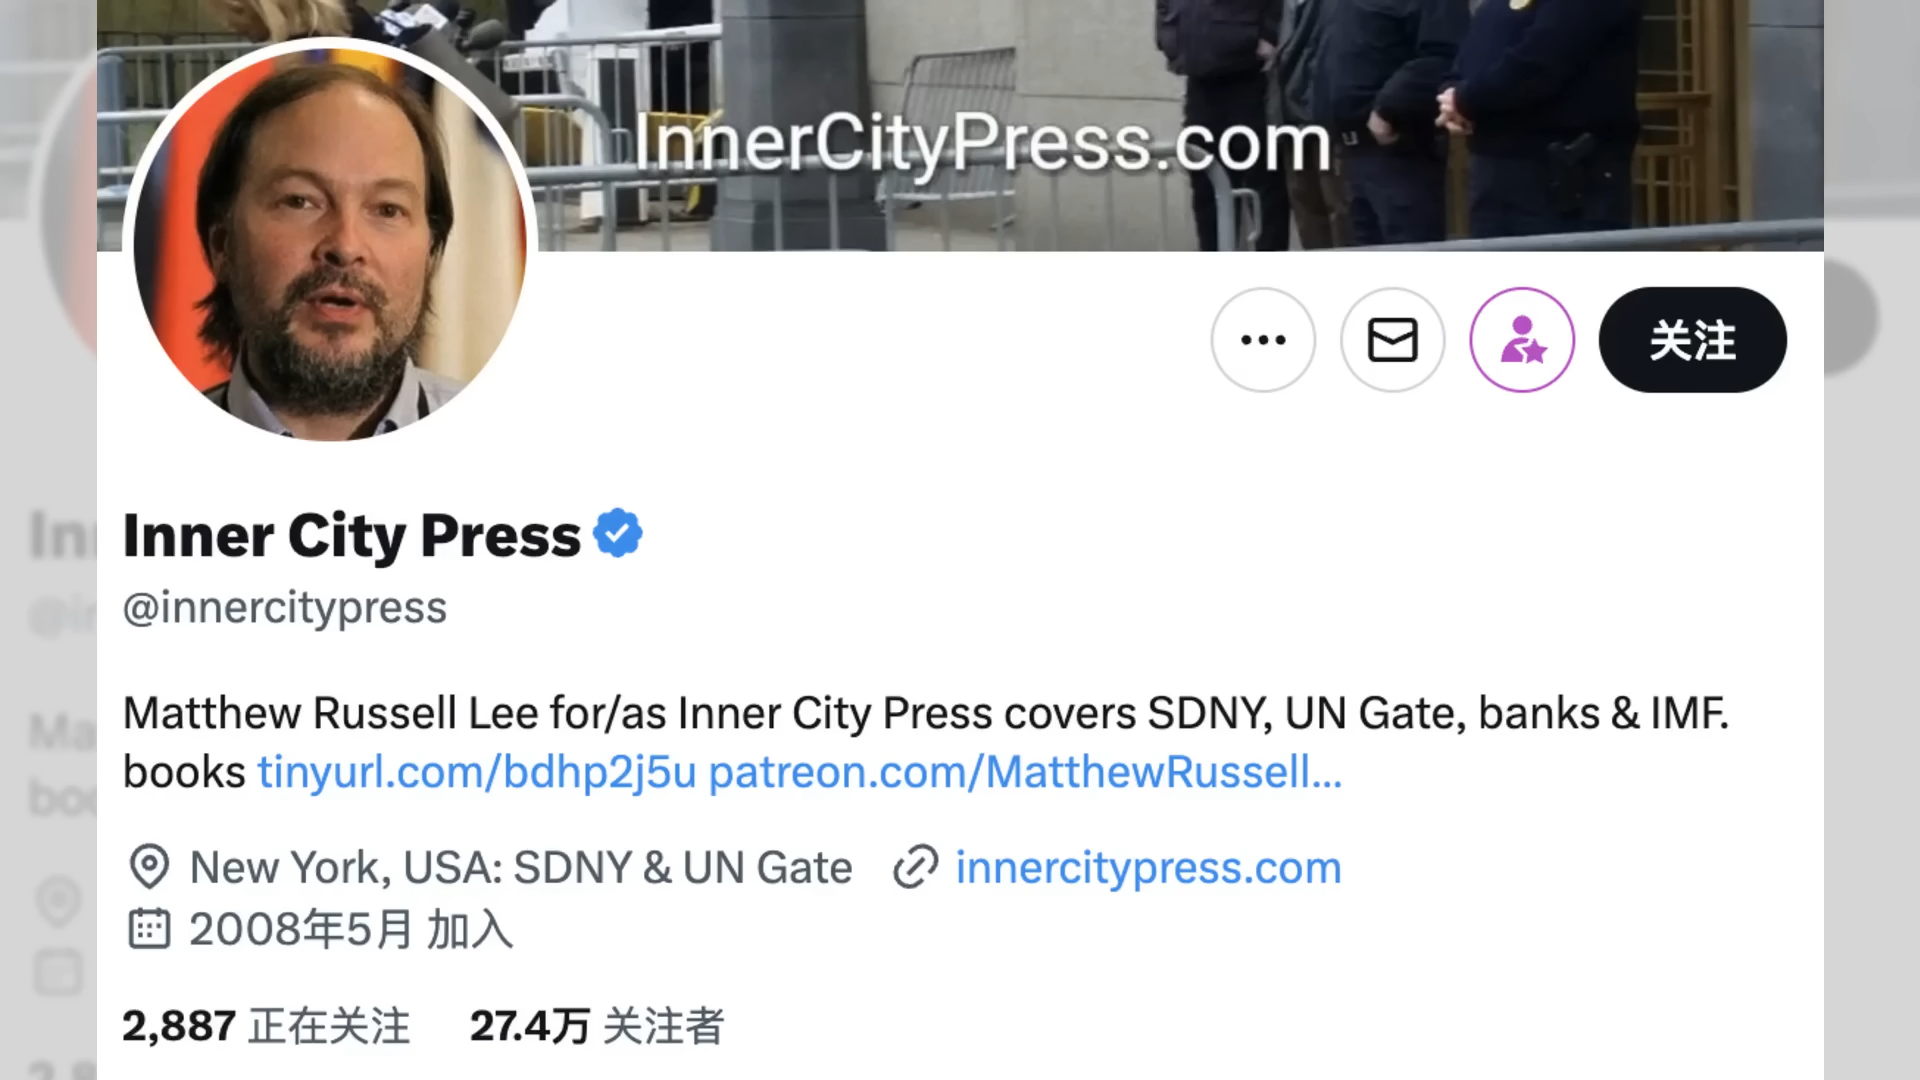 InnerCityPress.com
关注
Inner City Press
@innercitypress
Matthew Russell Lee for/as Inner City Press covers SDNY, UN Gate, banks & IMF.
books tinyurl.com/bdhp2j5u patreon.com/MatthewRussell...
New York, USA: SDNY & UN Gate innercitypress.com
2008年5月 加入
2,887 正在关注 27.4万 关注者